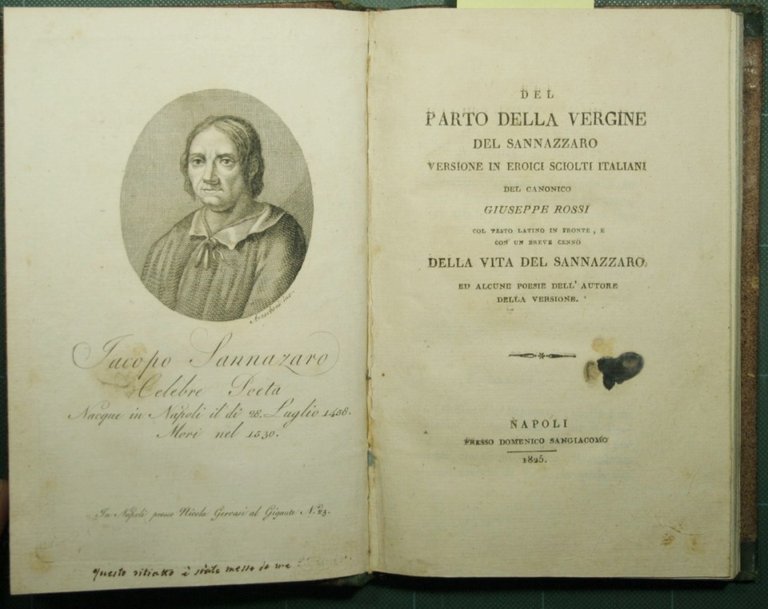 Jacopo Sannazaro
Celebre Poeta
Nacque in Napoli il dì 28. Luglio 1458.
Morì nel 1530.
In Napoli presso Nicola Gervasi al Gigante N.° 23.
questo ritratto è stato messo da me
DEL
PARTO DELLA VERGINE
DEL SANNAZZARO
VERSIONE IN EROICI SCIOLTI ITALIANI
DEL CANONICO
GIUSEPPE ROSSI
COL TESTO LATINO IN FRONTE, E
CON UN BREVE CENNO
DELLA VITA DEL SANNAZZARO,
ED ALCUNE POESIE DELL' AUTORE
DELLA VERSIONE.
NAPOLI
PRESSO DOMENICO SANGIACOMO
1825.